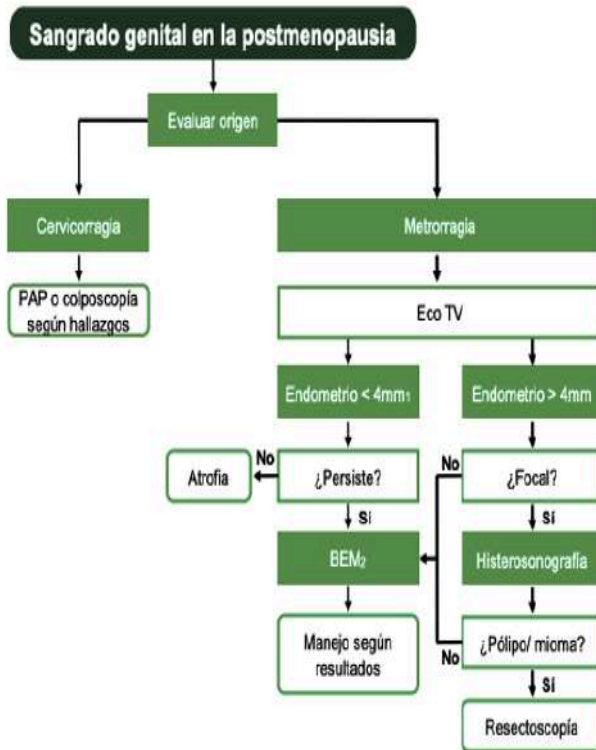 Sangrado genital en la postmenopausia
Evaluar origen
Cervicorragia
Metrorragia
PAP o colposcopía
según hallazgos
Eco TV
Endometrio < 4mm₁
Endometrio > 4mm
Atrofia
No
¿Persiste?
No
¿Focal?
Sí
Sí
BEM₂
Histerosonografía
Manejo según
resultados
No
¿Pólipo/ mioma?
Sí
Resectoscopía